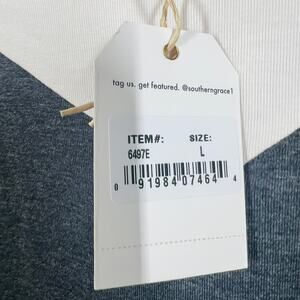 tag us. get featured. @southerngrace1
ITEM#: SIZE:
6497E L
0 91984 07464 4